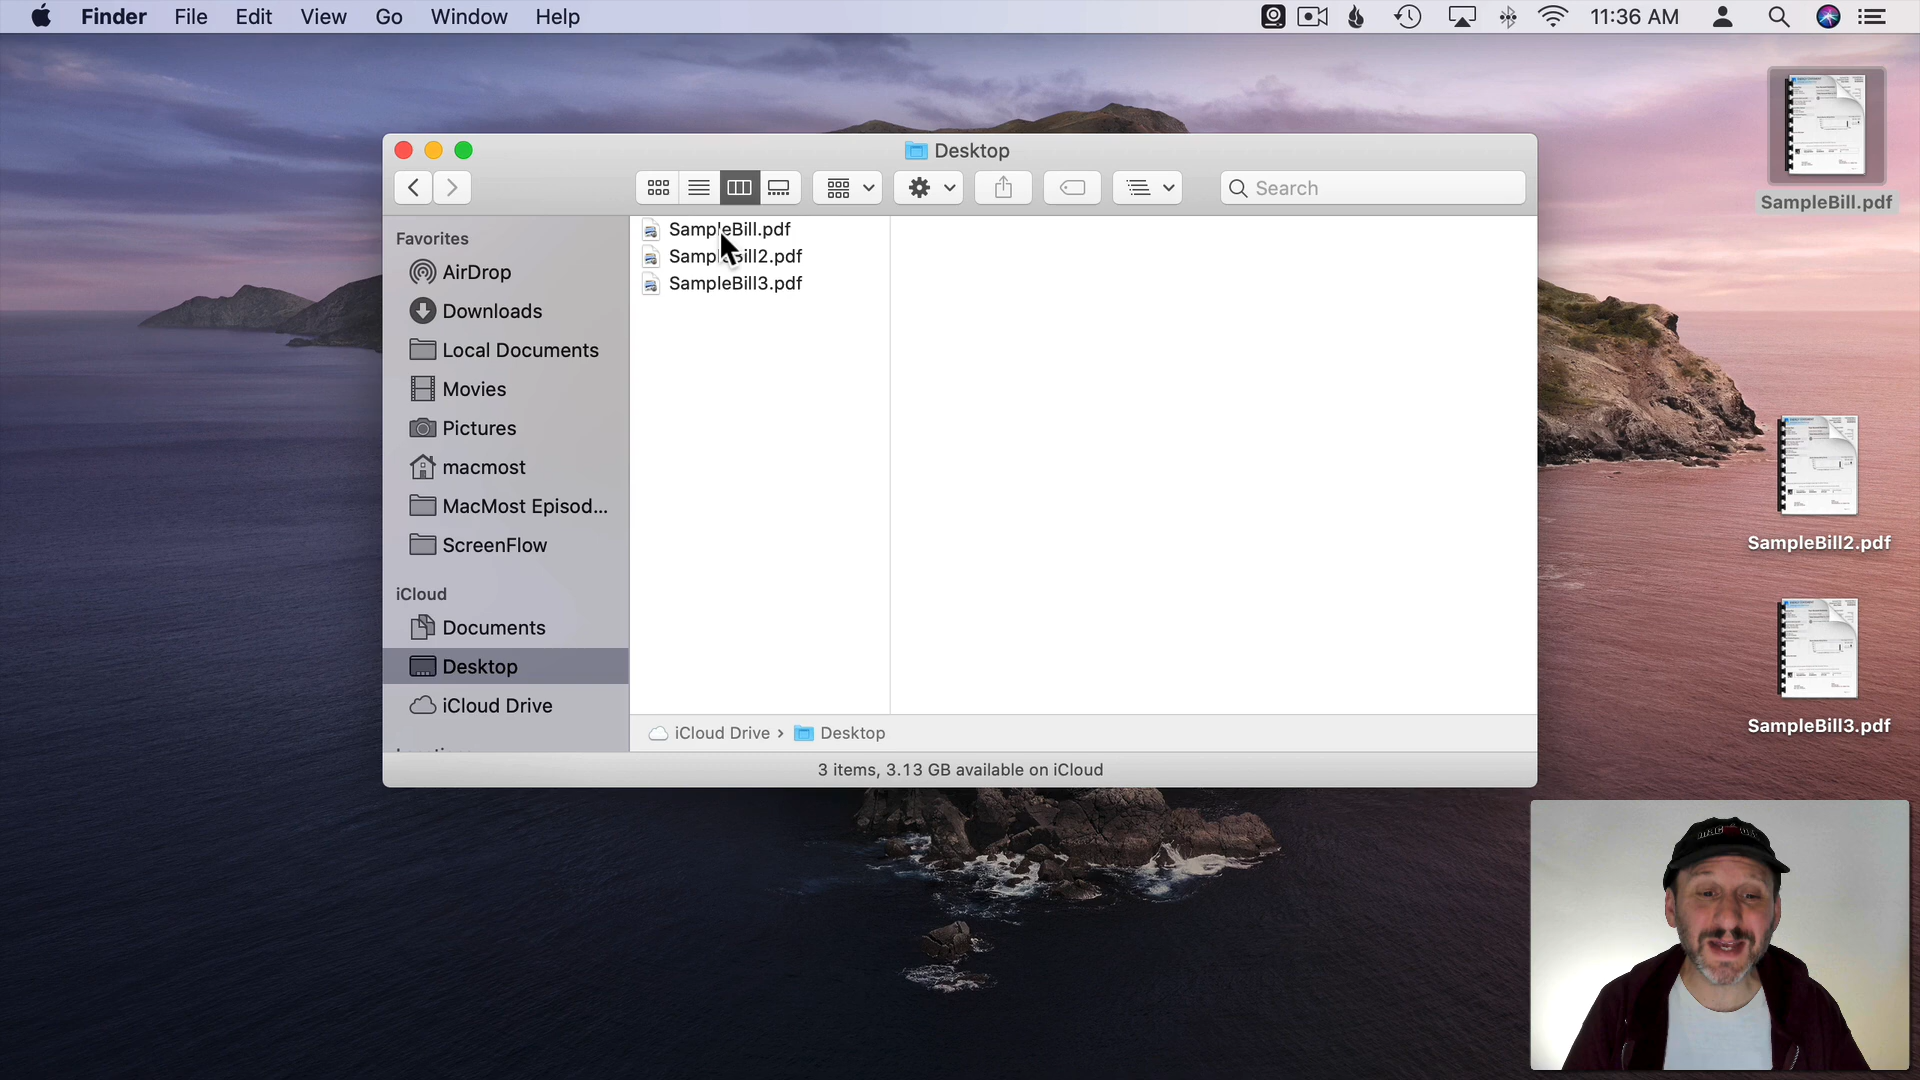 Finder File Edit View Go Window Help 11:36 AM
Desktop
Search
Favorites
AirDrop
Downloads
Local Documents
Movies
Pictures
macmost
MacMost Episod...
ScreenFlow
iCloud
Documents
Desktop
iCloud Drive
SampleBill.pdf
SampleBill2.pdf
SampleBill3.pdf
iCloud Drive › Desktop
3 items, 3.13 GB available on iCloud
SampleBill.pdf
SampleBill2.pdf
SampleBill3.pdf